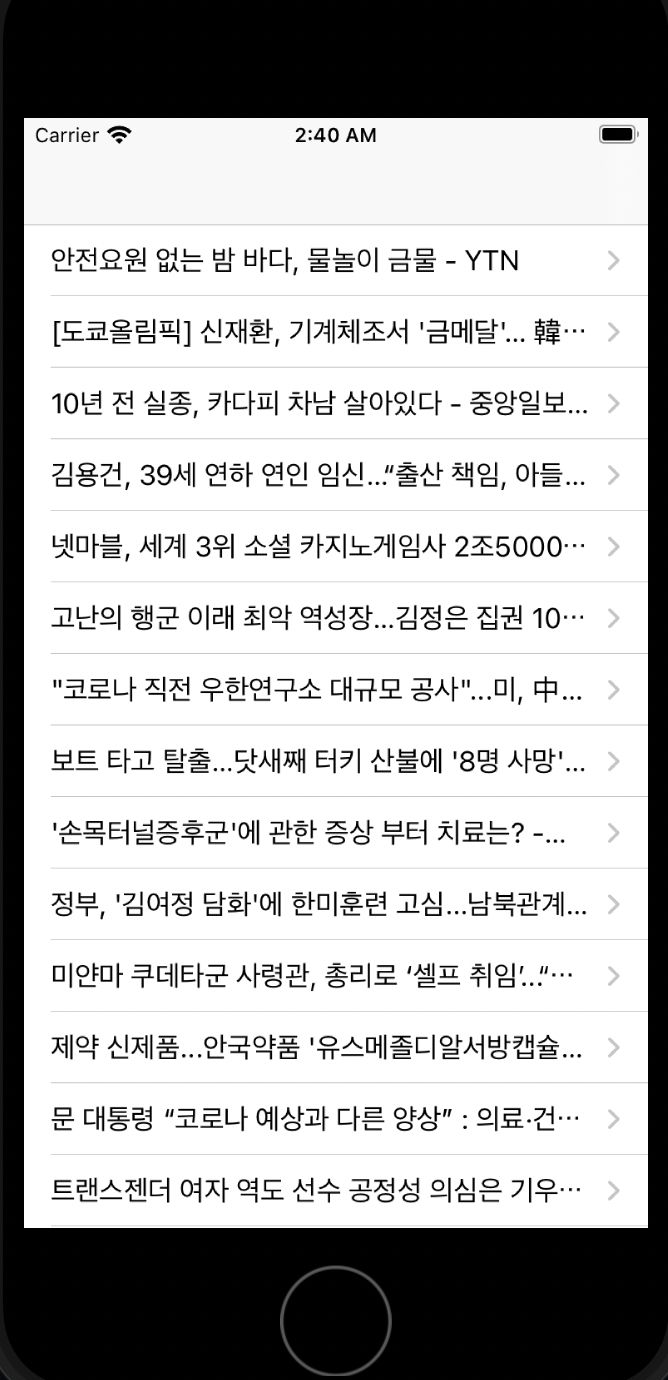 Carrier 2:40 AM
안전요원 없는 밤 바다, 물놀이 금물 - YTN
[도쿄올림픽] 신재환, 기계체조서 '금메달'... 韓…
10년 전 실종, 카다피 차남 살아있다 - 중앙일보...
김용건, 39세 연하 연인 임신...“출산 책임, 아들...
넷마블, 세계 3위 소셜 카지노게임사 2조5000…
고난의 행군 이래 최악 역성장...김정은 집권 10…
"코로나 직전 우한연구소 대규모 공사"...미, 中...
보트 타고 탈출...닷새째 터키 산불에 '8명 사망'...
'손목터널증후군'에 관한 증상 부터 치료는? -...
정부, '김여정 담화'에 한미훈련 고심...남북관계...
미얀마 쿠데타군 사령관, 총리로 ‘셀프 취임’...“…
제약 신제품...안국약품 '유스메졸디알서방캡슐...
문 대통령 “코로나 예상과 다른 양상” : 의료·건…
트랜스젠더 여자 역도 선수 공정성 의심은 기우…